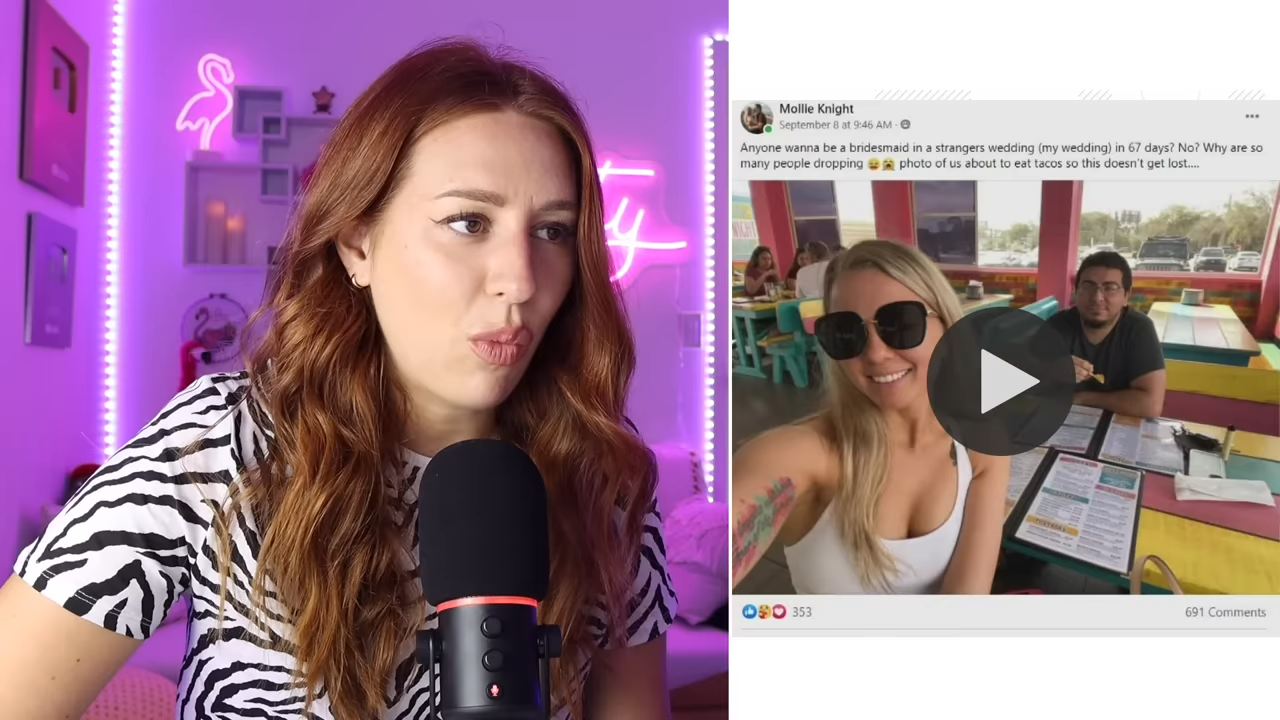 ty
Mollie Knight
September 8 at 9:46 AM ·
Anyone wanna be a bridesmaid in a strangers wedding (my wedding) in 67 days? No? Why are so
many people dropping 😅😭 photo of us about to eat tacos so this doesn't get lost....
353
691 Comments